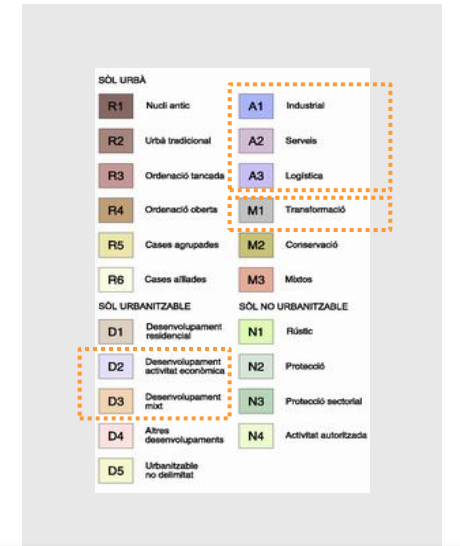 SÒL URBÀ
R1 Nucli antic
R2 Urbà tradicional
R3 Ordenació tancada
R4 Ordenació oberta
R5 Cases agrupades
R6 Cases aïllades
A1 Industrial
A2 Serveis
A3 Logística
M1 Transformació
M2 Conservació
M3 Mixtos
SÒL URBANITZABLE
D1 Desenvolupament
residencial
D2 Desenvolupament
activitat econòmica
D3 Desenvolupament
mixt
D4 Altres
desenvolupaments
D5 Urbanitzable
no delimitat
SÒL NO URBANITZABLE
N1 Rústic
N2 Protecció
N3 Protecció sectorial
N4 Activitat autoritzada